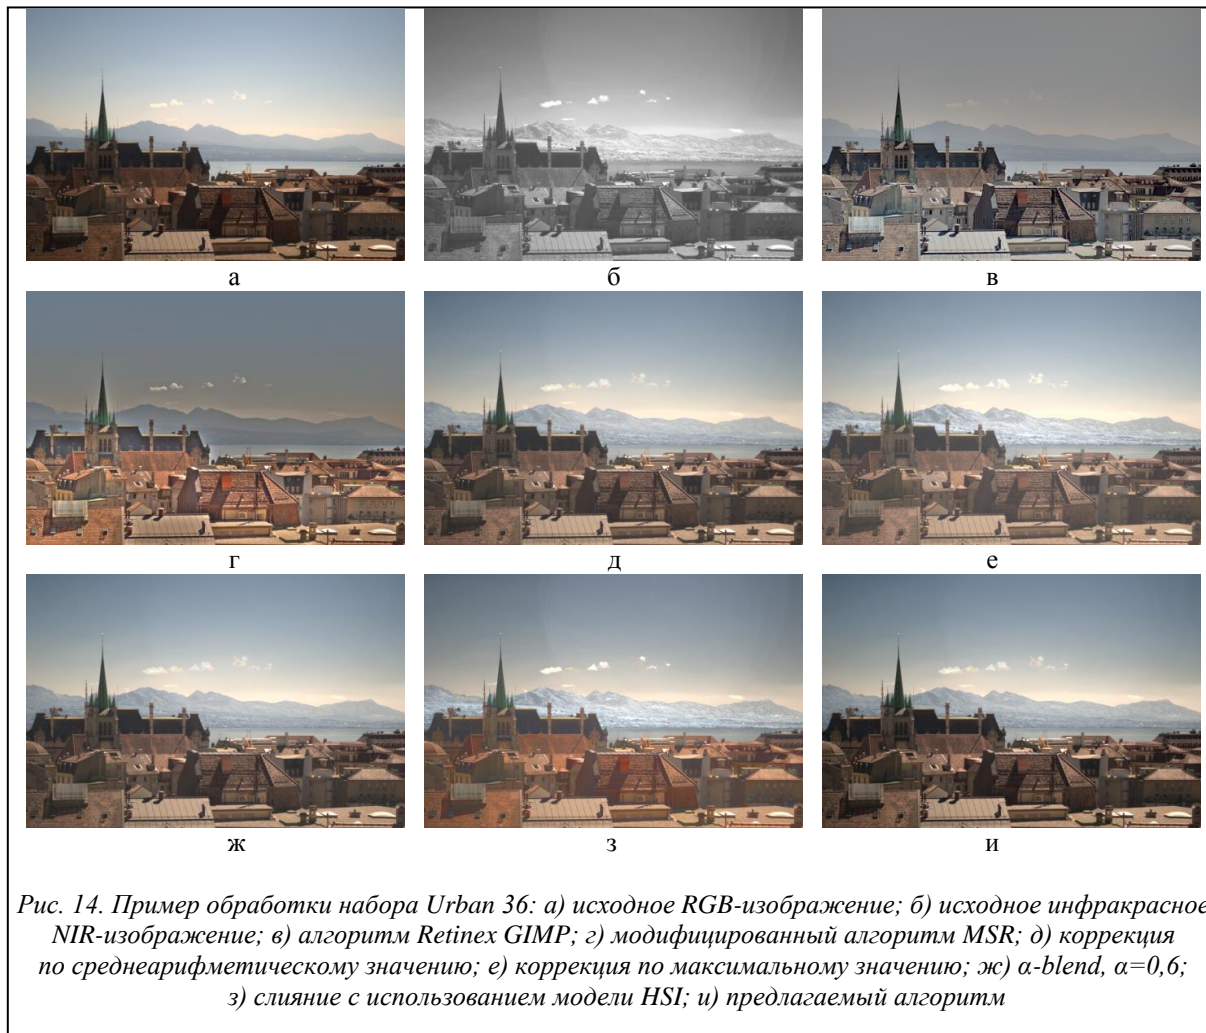 а б в
г д е
ж з и
Рис. 14. Пример обработки набора Urban 36: а) исходное RGB-изображение; б) исходное инфракрасное
NIR-изображение; в) алгоритм Retinex GIMP; г) модифицированный алгоритм MSR; д) коррекция
по среднеарифметическому значению; е) коррекция по максимальному значению; ж) α-blend, α=0,6;
з) слияние с использованием модели HSI; и) предлагаемый алгоритм